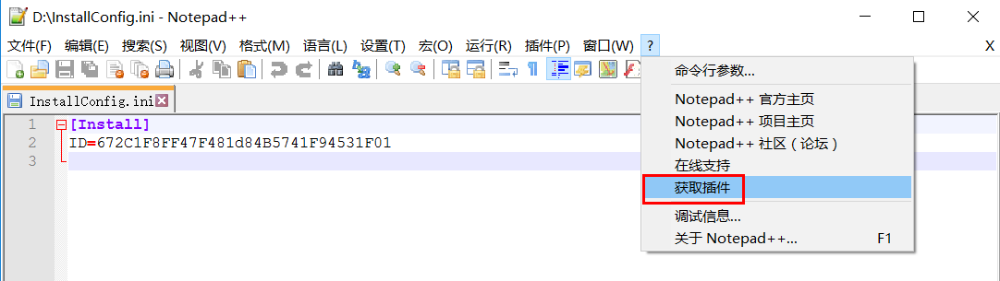 D:\InstallConfig.ini - Notepad++
文件(F) 编辑(E) 搜索(S) 视图(V) 格式(M) 语言(L) 设置(T) 宏(O) 运行(R) 插件(P) 窗口(W) ? X
InstallConfig.ini
1 [Install]
2 ID=672C1F8FF47F481d84B5741F94531F01
3
命令行参数...
Notepad++ 官方主页
Notepad++ 项目主页
Notepad++ 社区（论坛）
在线支持
获取插件
调试信息...
关于 Notepad++... F1